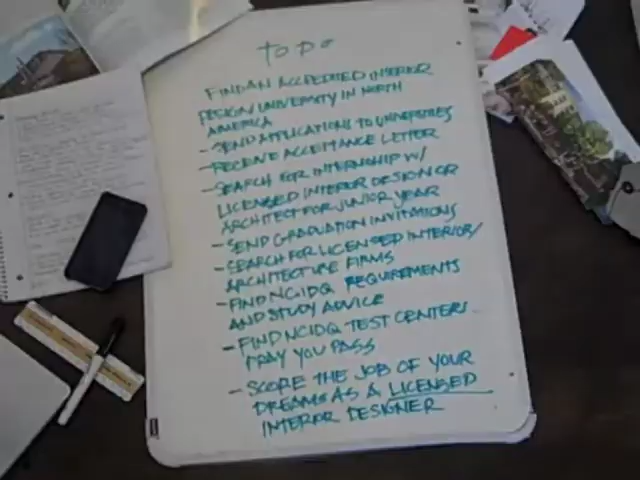 TO DO
FIND AN ACCREDITED INTERIOR
DESIGN UNIVERSITY IN NORTH
AMERICA
- SEND APPLICATIONS TO UNIVERSITIES
- RECEIVE ACCEPTANCE LETTER
- SEARCH FOR INTERNSHIP W/
LICENSED INTERIOR DESIGN OR
ARCHITECT FOR JUNIOR YEAR
- SEND GRADUATION INVITATIONS
- SEARCH FOR LICENSED INTERIOR/
ARCHITECTURE FIRMS
- FIND NCIDQ REQUIREMENTS
AND STUDY ADVICE
- FIND NCIDQ TEST CENTERS
PRAY YOU PASS
- SCORE THE JOB OF YOUR
DREAMS AS A LICENSED
INTERIOR DESIGNER